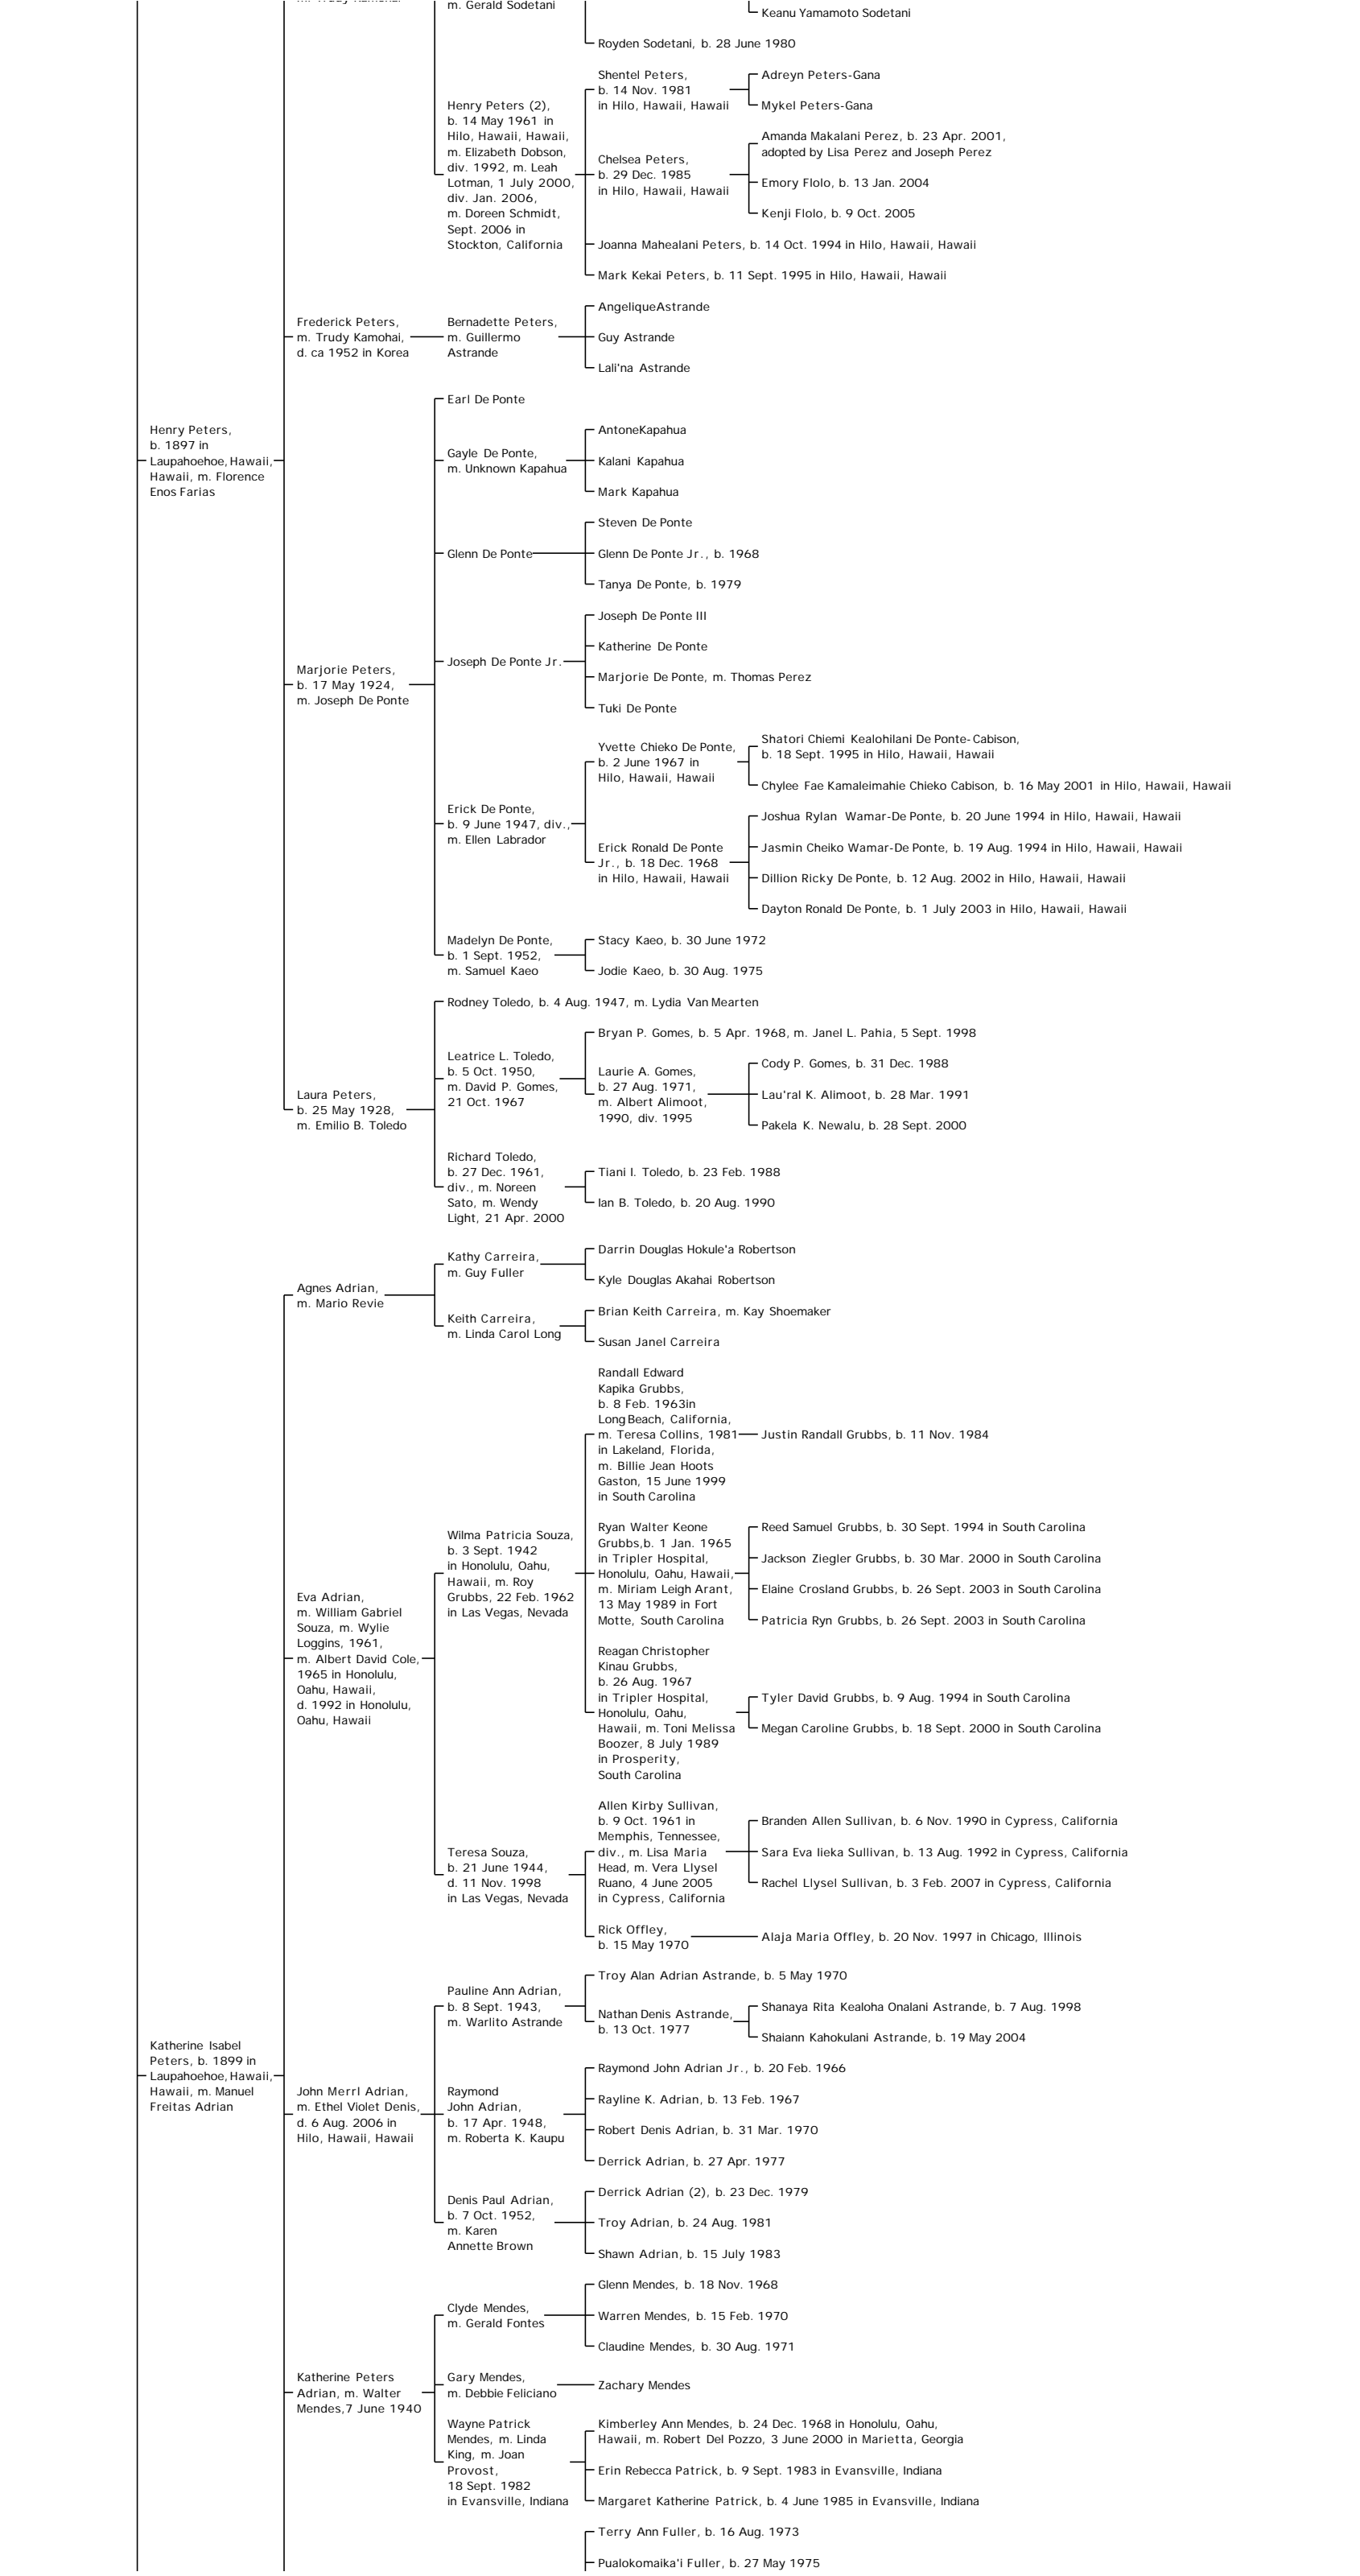 m. Gerald Sodetani
Keanu Yamamoto Sodetani
Royden Sodetani, b. 28 June 1980
Henry Peters (2),
b. 14 May 1961 in
Hilo, Hawaii, Hawaii,
m. Elizabeth Dobson,
div. 1992, m. Leah
Lotman, 1 July 2000,
div. Jan. 2006,
m. Doreen Schmidt,
Sept. 2006 in
Stockton, California
Shentel Peters,
b. 14 Nov. 1981
in Hilo, Hawaii, Hawaii
Adreyn Peters-Gana
Mykel Peters-Gana
Chelsea Peters,
b. 29 Dec. 1985
in Hilo, Hawaii, Hawaii
Amanda Makalani Perez, b. 23 Apr. 2001,
adopted by Lisa Perez and Joseph Perez
Emory Flolo, b. 13 Jan. 2004
Kenji Flolo, b. 9 Oct. 2005
Joanna Mahealani Peters, b. 14 Oct. 1994 in Hilo, Hawaii, Hawaii
Mark Kekai Peters, b. 11 Sept. 1995 in Hilo, Hawaii, Hawaii
Henry Peters,
b. 1897 in
Laupahoehoe, Hawaii,
Hawaii, m. Florence
Enos Farias
Frederick Peters,
m. Trudy Kamohai,
d. ca 1952 in Korea
Bernadette Peters,
m. Guillermo
Astrande
AngeliqueAstrande
Guy Astrande
Lali'na Astrande
Marjorie Peters,
b. 17 May 1924,
m. Joseph De Ponte
Earl De Ponte
Gayle De Ponte,
m. Unknown Kapahua
AntoneKapahua
Kalani Kapahua
Mark Kapahua
Glenn De Ponte
Steven De Ponte
Glenn De Ponte Jr., b. 1968
Tanya De Ponte, b. 1979
Joseph De Ponte Jr.
Joseph De Ponte III
Katherine De Ponte
Marjorie De Ponte, m. Thomas Perez
Tuki De Ponte
Erick De Ponte,
b. 9 June 1947, div.,
m. Ellen Labrador
Yvette Chieko De Ponte,
b. 2 June 1967 in
Hilo, Hawaii, Hawaii
Shatori Chiemi Kealohilani De Ponte-Cabison,
b. 18 Sept. 1995 in Hilo, Hawaii, Hawaii
Chylee Fae Kamaleimahie Chieko Cabison, b. 16 May 2001 in Hilo, Hawaii, Hawaii
Erick Ronald De Ponte
Jr., b. 18 Dec. 1968
in Hilo, Hawaii, Hawaii
Joshua Rylan Wamar-De Ponte, b. 20 June 1994 in Hilo, Hawaii, Hawaii
Jasmin Cheiko Wamar-De Ponte, b. 19 Aug. 1994 in Hilo, Hawaii, Hawaii
Dillion Ricky De Ponte, b. 12 Aug. 2002 in Hilo, Hawaii, Hawaii
Dayton Ronald De Ponte, b. 1 July 2003 in Hilo, Hawaii, Hawaii
Madelyn De Ponte,
b. 1 Sept. 1952,
m. Samuel Kaeo
Stacy Kaeo, b. 30 June 1972
Jodie Kaeo, b. 30 Aug. 1975
Laura Peters,
b. 25 May 1928,
m. Emilio B. Toledo
Rodney Toledo, b. 4 Aug. 1947, m. Lydia Van Mearten
Leatrice L. Toledo,
b. 5 Oct. 1950,
m. David P. Gomes,
21 Oct. 1967
Bryan P. Gomes, b. 5 Apr. 1968, m. Janel L. Pahia, 5 Sept. 1998
Laurie A. Gomes,
b. 27 Aug. 1971,
m. Albert Alimoot,
1990, div. 1995
Cody P. Gomes, b. 31 Dec. 1988
Lau'ral K. Alimoot, b. 28 Mar. 1991
Pakela K. Newalu, b. 28 Sept. 2000
Richard Toledo,
b. 27 Dec. 1961,
div., m. Noreen
Sato, m. Wendy
Light, 21 Apr. 2000
Tiani I. Toledo, b. 23 Feb. 1988
Ian B. Toledo, b. 20 Aug. 1990
Katherine Isabel
Peters, b. 1899 in
Laupahoehoe, Hawaii,
Hawaii, m. Manuel
Freitas Adrian
Agnes Adrian,
m. Mario Revie
Kathy Carreira,
m. Guy Fuller
Darrin Douglas Hokule'a Robertson
Kyle Douglas Akahai Robertson
Keith Carreira,
m. Linda Carol Long
Brian Keith Carreira, m. Kay Shoemaker
Susan Janel Carreira
Eva Adrian,
m. William Gabriel
Souza, m. Wylie
Loggins, 1961,
m. Albert David Cole,
1965 in Honolulu,
Oahu, Hawaii,
d. 1992 in Honolulu,
Oahu, Hawaii
Wilma Patricia Souza,
b. 3 Sept. 1942
in Honolulu, Oahu,
Hawaii, m. Roy
Grubbs, 22 Feb. 1962
in Las Vegas, Nevada
Randall Edward
Kapika Grubbs,
b. 8 Feb. 1963in
Long Beach, California,
m. Teresa Collins, 1981
in Lakeland, Florida,
m. Billie Jean Hoots
Gaston, 15 June 1999
in South Carolina
Justin Randall Grubbs, b. 11 Nov. 1984
Ryan Walter Keone
Grubbs,b. 1 Jan. 1965
in Tripler Hospital,
Honolulu, Oahu, Hawaii,
m. Miriam Leigh Arant,
13 May 1989 in Fort
Motte, South Carolina
Reed Samuel Grubbs, b. 30 Sept. 1994 in South Carolina
Jackson Ziegler Grubbs, b. 30 Mar. 2000 in South Carolina
Elaine Crosland Grubbs, b. 26 Sept. 2003 in South Carolina
Patricia Ryn Grubbs, b. 26 Sept. 2003 in South Carolina
Reagan Christopher
Kinau Grubbs,
b. 26 Aug. 1967
in Tripler Hospital,
Honolulu, Oahu,
Hawaii, m. Toni Melissa
Boozer, 8 July 1989
in Prosperity,
South Carolina
Tyler David Grubbs, b. 9 Aug. 1994 in South Carolina
Megan Caroline Grubbs, b. 18 Sept. 2000 in South Carolina
Teresa Souza,
b. 21 June 1944,
d. 11 Nov. 1998
in Las Vegas, Nevada
Allen Kirby Sullivan,
b. 9 Oct. 1961 in
Memphis, Tennessee,
div., m. Lisa Maria
Head, m. Vera Llysel
Ruano, 4 June 2005
in Cypress, California
Branden Allen Sullivan, b. 6 Nov. 1990 in Cypress, California
Sara Eva Iieka Sullivan, b. 13 Aug. 1992 in Cypress, California
Rachel Llysel Sullivan, b. 3 Feb. 2007 in Cypress, California
Rick Offley,
b. 15 May 1970
Alaja Maria Offley, b. 20 Nov. 1997 in Chicago, Illinois
John Merrl Adrian,
m. Ethel Violet Denis,
d. 6 Aug. 2006 in
Hilo, Hawaii, Hawaii
Pauline Ann Adrian,
b. 8 Sept. 1943,
m. Warlito Astrande
Troy Alan Adrian Astrande, b. 5 May 1970
Nathan Denis Astrande,
b. 13 Oct. 1977
Shanaya Rita Kealoha Onalani Astrande, b. 7 Aug. 1998
Shaiann Kahokulani Astrande, b. 19 May 2004
Raymond
John Adrian,
b. 17 Apr. 1948,
m. Roberta K. Kaupu
Raymond John Adrian Jr., b. 20 Feb. 1966
Rayline K. Adrian, b. 13 Feb. 1967
Robert Denis Adrian, b. 31 Mar. 1970
Derrick Adrian, b. 27 Apr. 1977
Denis Paul Adrian,
b. 7 Oct. 1952,
m. Karen
Annette Brown
Derrick Adrian (2), b. 23 Dec. 1979
Troy Adrian, b. 24 Aug. 1981
Shawn Adrian, b. 15 July 1983
Katherine Peters
Adrian, m. Walter
Mendes,7 June 1940
Clyde Mendes,
m. Gerald Fontes
Glenn Mendes, b. 18 Nov. 1968
Warren Mendes, b. 15 Feb. 1970
Claudine Mendes, b. 30 Aug. 1971
Gary Mendes,
m. Debbie Feliciano
Zachary Mendes
Wayne Patrick
Mendes, m. Linda
King, m. Joan
Provost,
18 Sept. 1982
in Evansville, Indiana
Kimberley Ann Mendes, b. 24 Dec. 1968 in Honolulu, Oahu,
Hawaii, m. Robert Del Pozzo, 3 June 2000 in Marietta, Georgia
Erin Rebecca Patrick, b. 9 Sept. 1983 in Evansville, Indiana
Margaret Katherine Patrick, b. 4 June 1985 in Evansville, Indiana
Terry Ann Fuller, b. 16 Aug. 1973
Pualokomaika'i Fuller, b. 27 May 1975